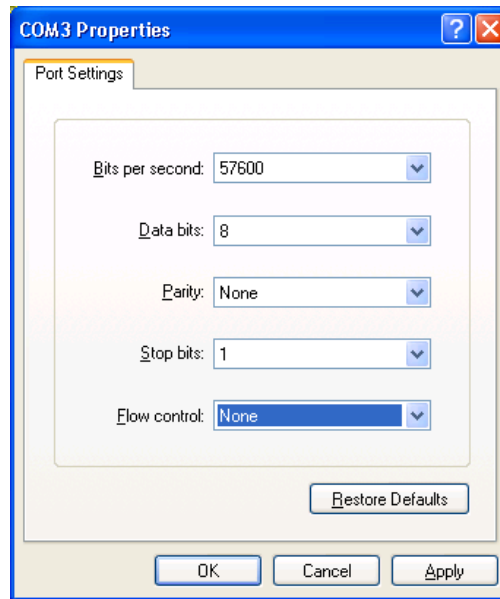 COM3 Properties
Port Settings
Bits per second: 57600
Data bits: 8
Parity: None
Stop bits: 1
Flow control: None
Restore Defaults
OK Cancel Apply